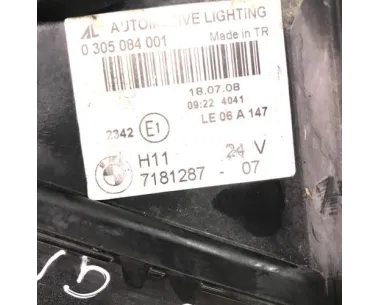 AL AUTOMOTIVE LIGHTING
0 305 084 001 Made in TR
18.07.08
09:22 4041
LE 06 A 147
2342 E1
BMW
H11 24 V
7181287 - 07